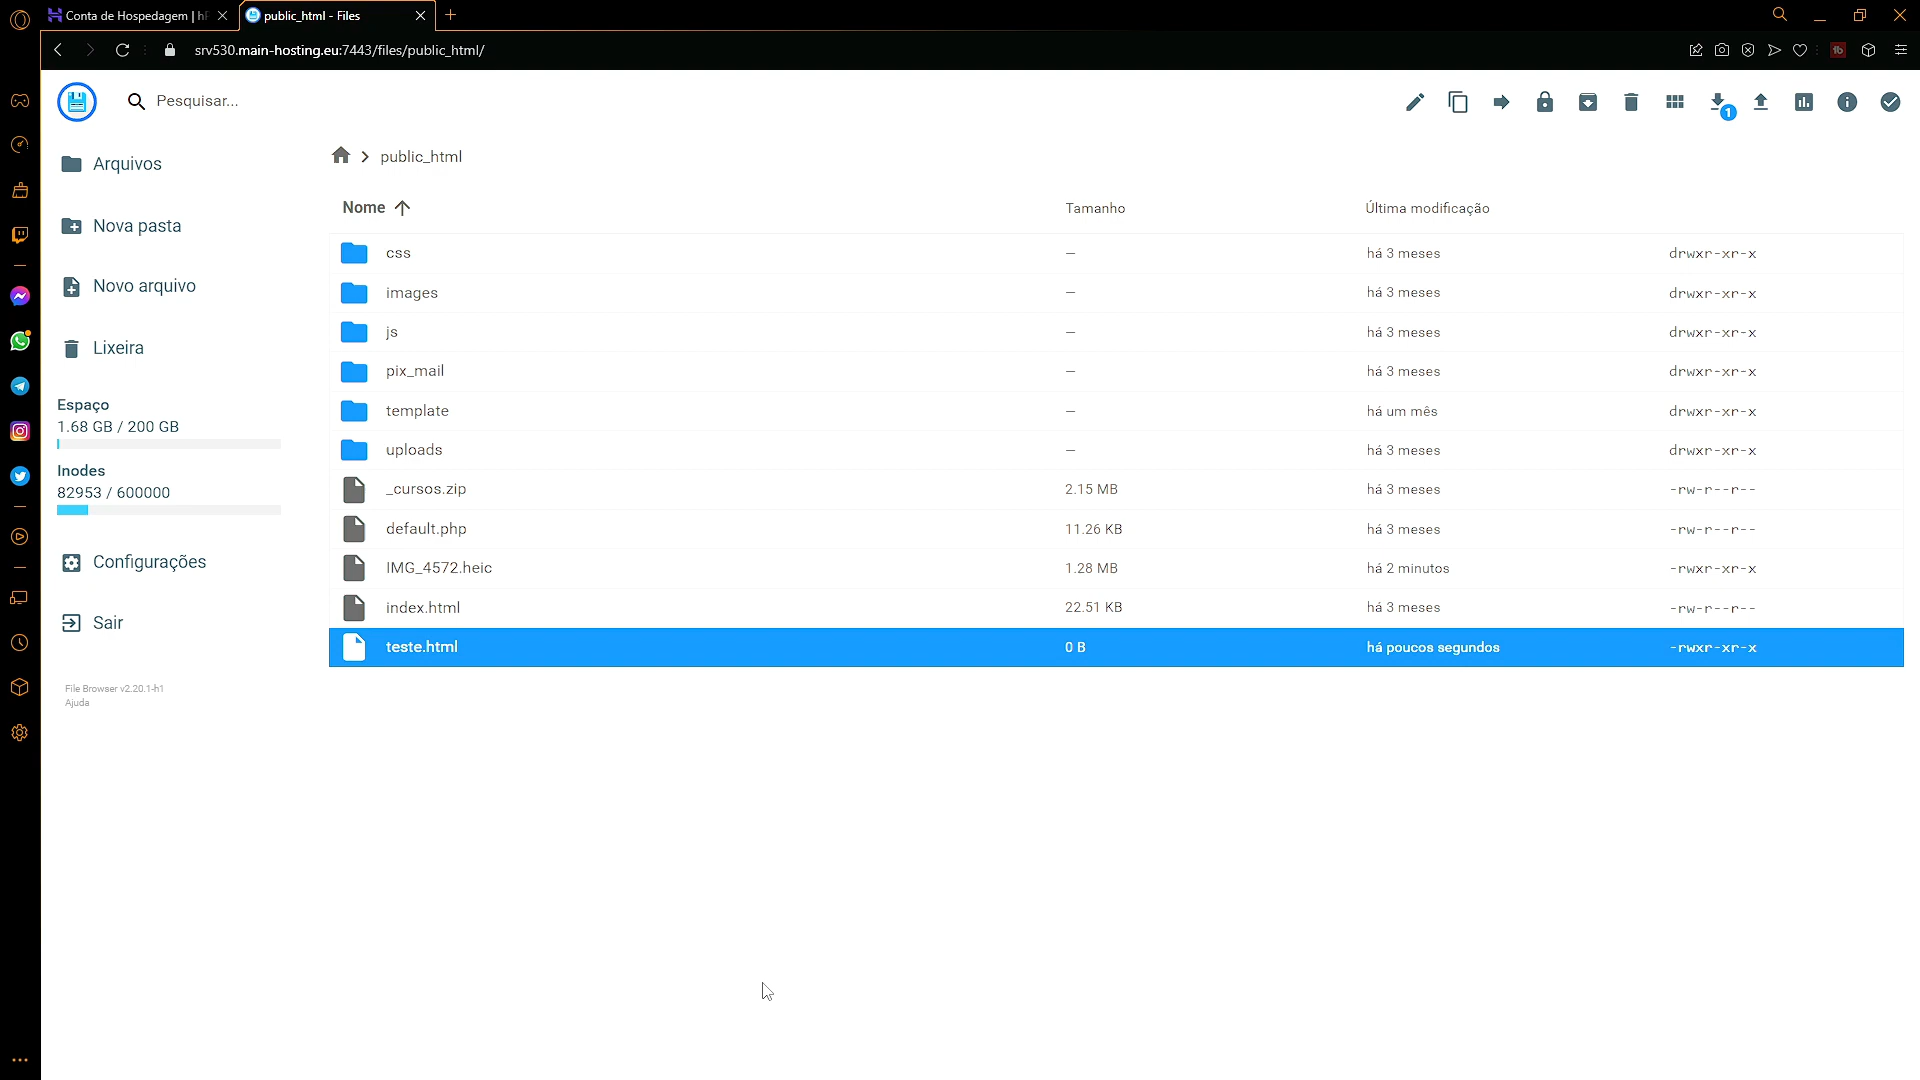 Conta de Hospedagem | hP
public_html - Files
srv530.main-hosting.eu:7443/files/public_html/
Pesquisar...
1
Arquivos
Nova pasta
Novo arquivo
Lixeira
Espaço
1.68 GB / 200 GB
Inodes
82953 / 600000
Configurações
Sair
File Browser v2.20.1-h1
Ajuda
public_html
Nome Tamanho Última modificação
css — há 3 meses drwxr-xr-x
images — há 3 meses drwxr-xr-x
js — há 3 meses drwxr-xr-x
pix_mail — há 3 meses drwxr-xr-x
template — há um mês drwxr-xr-x
uploads — há 3 meses drwxr-xr-x
_cursos.zip 2.15 MB há 3 meses -rw-r--r--
default.php 11.26 KB há 3 meses -rw-r--r--
IMG_4572.heic 1.28 MB há 2 minutos -rwxr-xr-x
index.html 22.51 KB há 3 meses -rw-r--r--
teste.html 0 B há poucos segundos -rwxr-xr-x